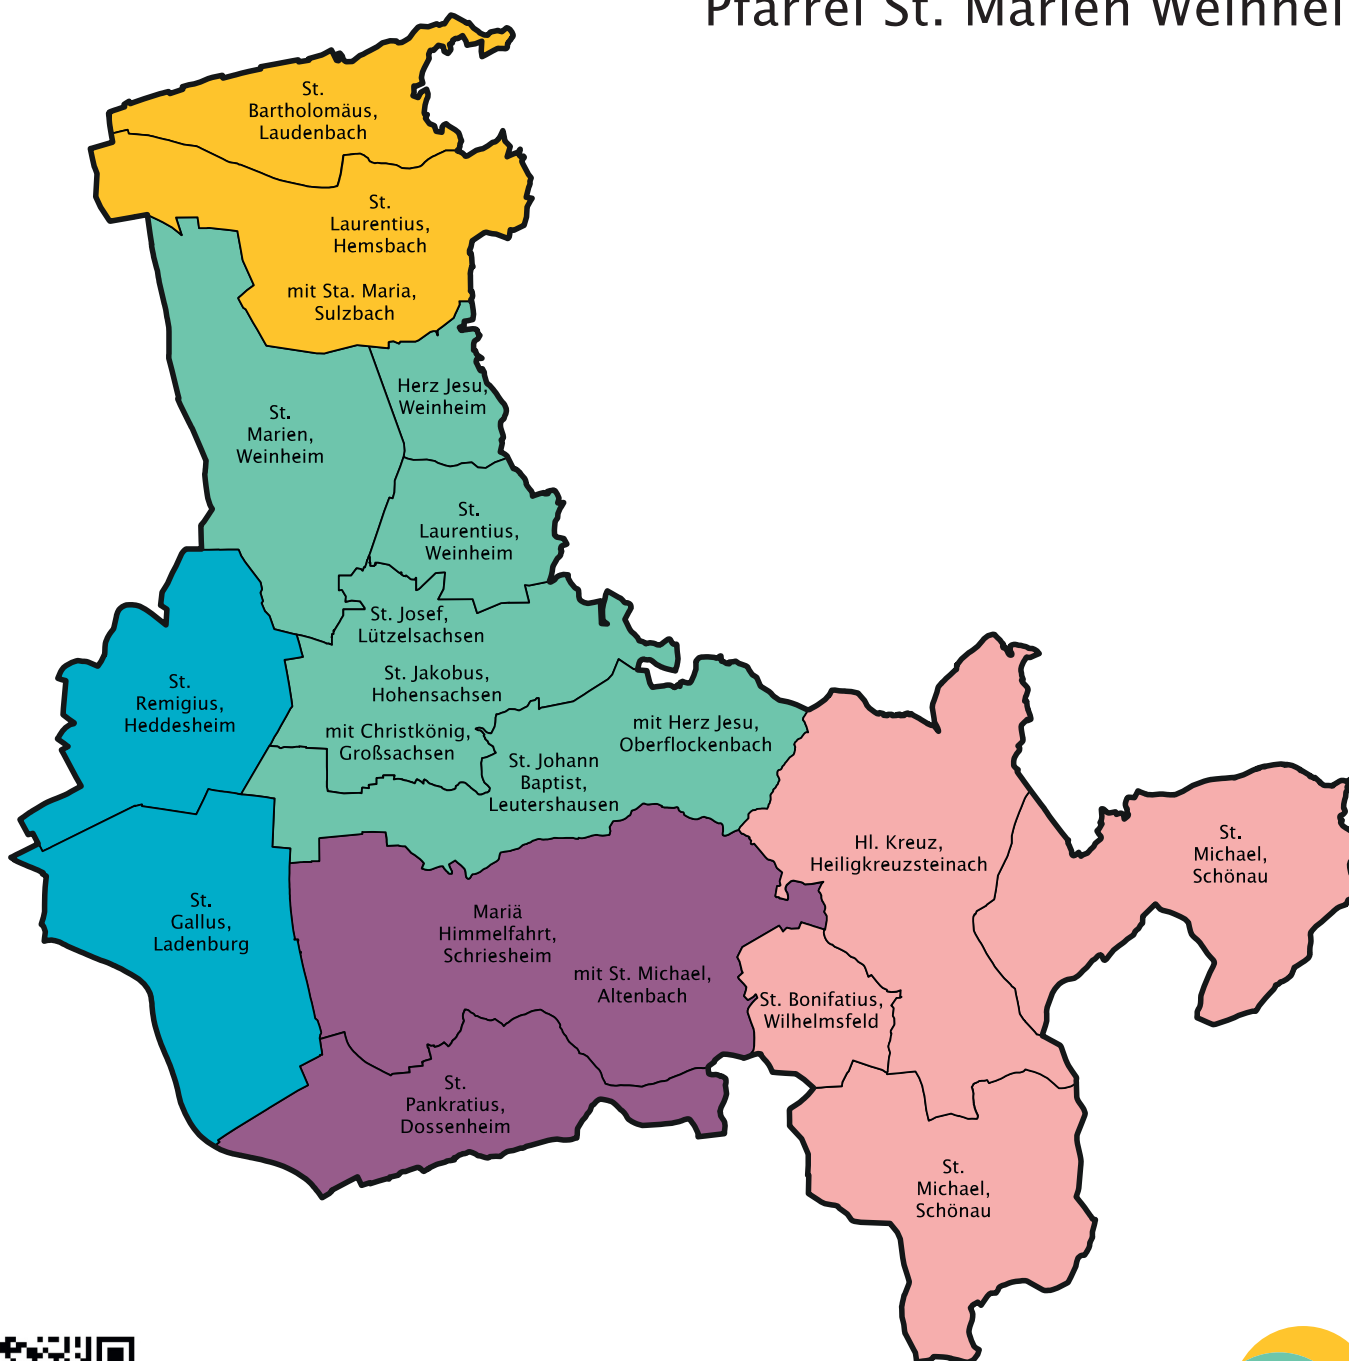 Pfarrei St. Marien Weinhei
St.
Bartholomäus,
Laudenbach
St.
Laurentius,
Hemsbach
mit Sta. Maria,
Sulzbach
Herz Jesu,
Weinheim
St.
Marien,
Weinheim
St.
Laurentius,
Weinheim
St. Josef,
Lützelsachsen
St. Jakobus,
Hohensachsen
mit Christkönig,
Großsachsen
St. Johann
Baptist,
Leutershausen
mit Herz Jesu,
Oberflockenbach
St.
Remigius,
Heddesheim
St.
Gallus,
Ladenburg
Mariä
Himmelfahrt,
Schriesheim
mit St. Michael,
Altenbach
St.
Pankratius,
Dossenheim
Hl. Kreuz,
Heiligkreuzsteinach
St.
Michael,
Schönau
St. Bonifatius,
Wilhelmsfeld
St.
Michael,
Schönau